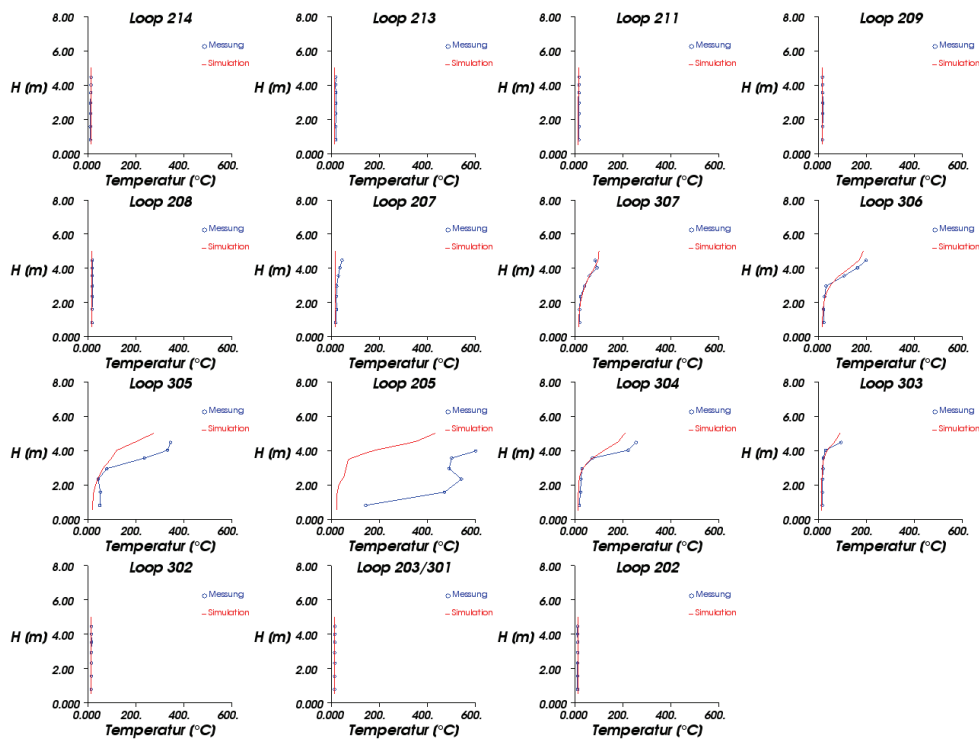 Loop 214 Loop 213 Loop 211 Loop 209
8.00 8.00 8.00 8.00
Messung Messung Messung Messung
6.00 6.00 6.00 6.00
Simulation Simulation Simulation Simulation
H (m) 4.00 H (m) 4.00 H (m) 4.00 H (m) 4.00
2.00 2.00 2.00 2.00
0.000 0.000 0.000 0.000
0.000 200. 400. 600. 0.000 200. 400. 600. 0.000 200. 400. 600. 0.000 200. 400. 600.
Temperatur (°C) Temperatur (°C) Temperatur (°C) Temperatur (°C)
Loop 208 Loop 207 Loop 307 Loop 306
8.00 8.00 8.00 8.00
Messung Messung Messung Messung
6.00 6.00 6.00 6.00
Simulation Simulation Simulation Simulation
H (m) 4.00 H (m) 4.00 H (m) 4.00 H (m) 4.00
2.00 2.00 2.00 2.00
0.000 0.000 0.000 0.000
0.000 200. 400. 600. 0.000 200. 400. 600. 0.000 200. 400. 600. 0.000 200. 400. 600.
Temperatur (°C) Temperatur (°C) Temperatur (°C) Temperatur (°C)
Loop 305 Loop 205 Loop 304 Loop 303
8.00 8.00 8.00 8.00
Messung Messung Messung Messung
6.00 6.00 6.00 6.00
Simulation Simulation Simulation Simulation
H (m) 4.00 H (m) 4.00 H (m) 4.00 H (m) 4.00
2.00 2.00 2.00 2.00
0.000 0.000 0.000 0.000
0.000 200. 400. 600. 0.000 200. 400. 600. 0.000 200. 400. 600. 0.000 200. 400. 600.
Temperatur (°C) Temperatur (°C) Temperatur (°C) Temperatur (°C)
Loop 302 Loop 203/301 Loop 202
8.00 8.00 8.00
Messung Messung Messung
6.00 6.00 6.00
Simulation Simulation Simulation
H (m) 4.00 H (m) 4.00 H (m) 4.00
2.00 2.00 2.00
0.000 0.000 0.000
0.000 200. 400. 600. 0.000 200. 400. 600. 0.000 200. 400. 600.
Temperatur (°C) Temperatur (°C) Temperatur (°C)